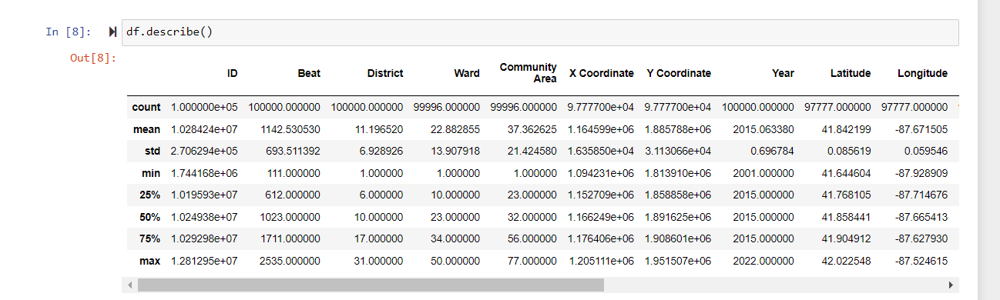 In [8]: df.describe()
Out[8]:
ID Beat District Ward Community Area X Coordinate Y Coordinate Year Latitude Longitude
count 1.000000e+05 100000.000000 100000.000000 99996.000000 99996.000000 9.777700e+04 9.777700e+04 100000.000000 97777.000000 97777.000000
mean 1.028424e+07 1142.530530 11.196520 22.882855 37.362625 1.164599e+06 1.885788e+06 2015.063380 41.842199 -87.671505
std 2.706294e+05 693.511392 6.928926 13.907918 21.424580 1.635850e+04 3.113066e+04 0.696784 0.085619 0.059546
min 1.744168e+06 111.000000 1.000000 1.000000 1.000000 1.094231e+06 1.813910e+06 2001.000000 41.644604 -87.928909
25% 1.019593e+07 612.000000 6.000000 10.000000 23.000000 1.152709e+06 1.858858e+06 2015.000000 41.768105 -87.714676
50% 1.024938e+07 1023.000000 10.000000 23.000000 32.000000 1.166249e+06 1.891625e+06 2015.000000 41.858441 -87.665413
75% 1.029298e+07 1711.000000 17.000000 34.000000 56.000000 1.176406e+06 1.908601e+06 2015.000000 41.904912 -87.627930
max 1.281295e+07 2535.000000 31.000000 50.000000 77.000000 1.205111e+06 1.951507e+06 2022.000000 42.022548 -87.524615